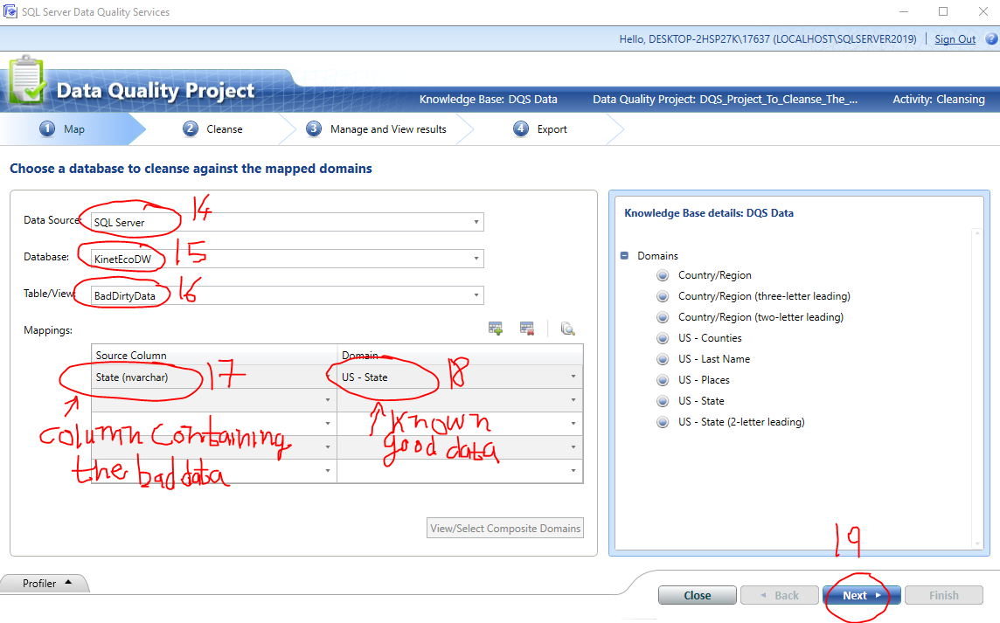 SQL Server Data Quality Services
Hello, DESKTOP-2HSP27K\17637 (LOCALHOST\SQLSERVER2019) | Sign Out ?
Data Quality Project
Knowledge Base: DQS Data Data Quality Project: DQS_Project_To_Cleanse_The_... Activity: Cleansing
1 Map 2 Cleanse 3 Manage and View results 4 Export
Choose a database to cleanse against the mapped domains
Data Source: SQL Server 14
Database: KinetEcoDW 15
Table/View: BadDirtyData 16
Mappings:
Source Column Domain
State (nvarchar) 17 US - State 18
column containing
the bad data
known
good data
View/Select Composite Domains
Knowledge Base details: DQS Data
Domains
Country/Region
Country/Region (three-letter leading)
Country/Region (two-letter leading)
US - Counties
US - Last Name
US - Places
US - State
US - State (2-letter leading)
19
Profiler
Close Back Next Finish